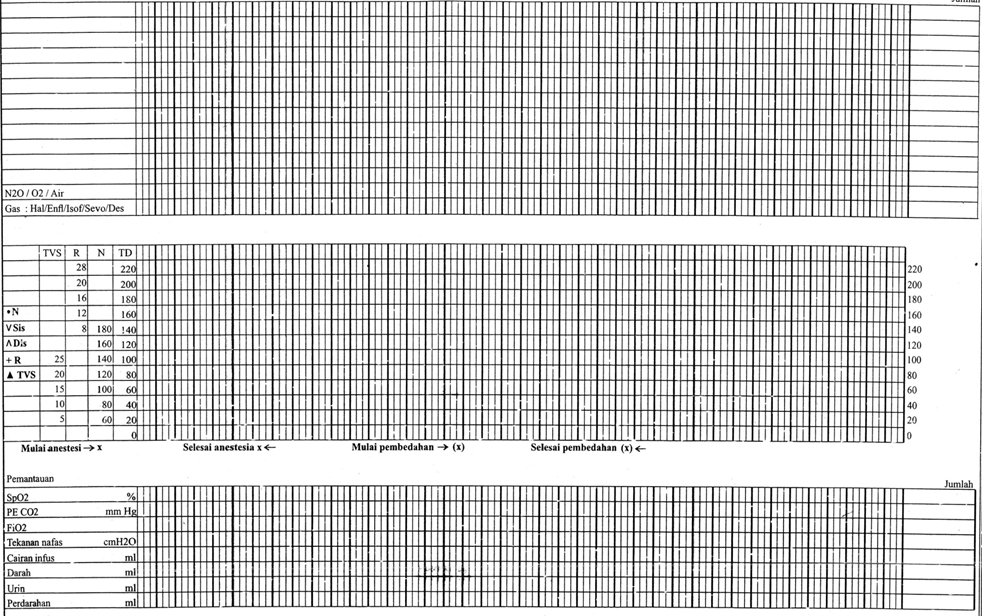 Jumlah
N2O / O2 / Air
Gas : Hal/Enfl/Isof/Sevo/Des
TVS R N TD
28 220 220
20 200 200
16 180 180
• N 12 160 160
V Sis 8 180 140 140
Λ Dis 160 120 120
+ R 25 140 100 100
▲ TVS 20 120 80 80
15 100 60 60
10 80 40 40
5 60 20 20
0 0
Mulai anestesi → x Selesai anestesia x ← Mulai pembedahan → (x) Selesai pembedahan (x) ←
Pemantauan
Jumlah
SpO2 %
PE CO2 mm Hg
FiO2
Tekanan nafas cmH2O
Cairan infus ml
Darah ml
Urin ml
Perdarahan ml